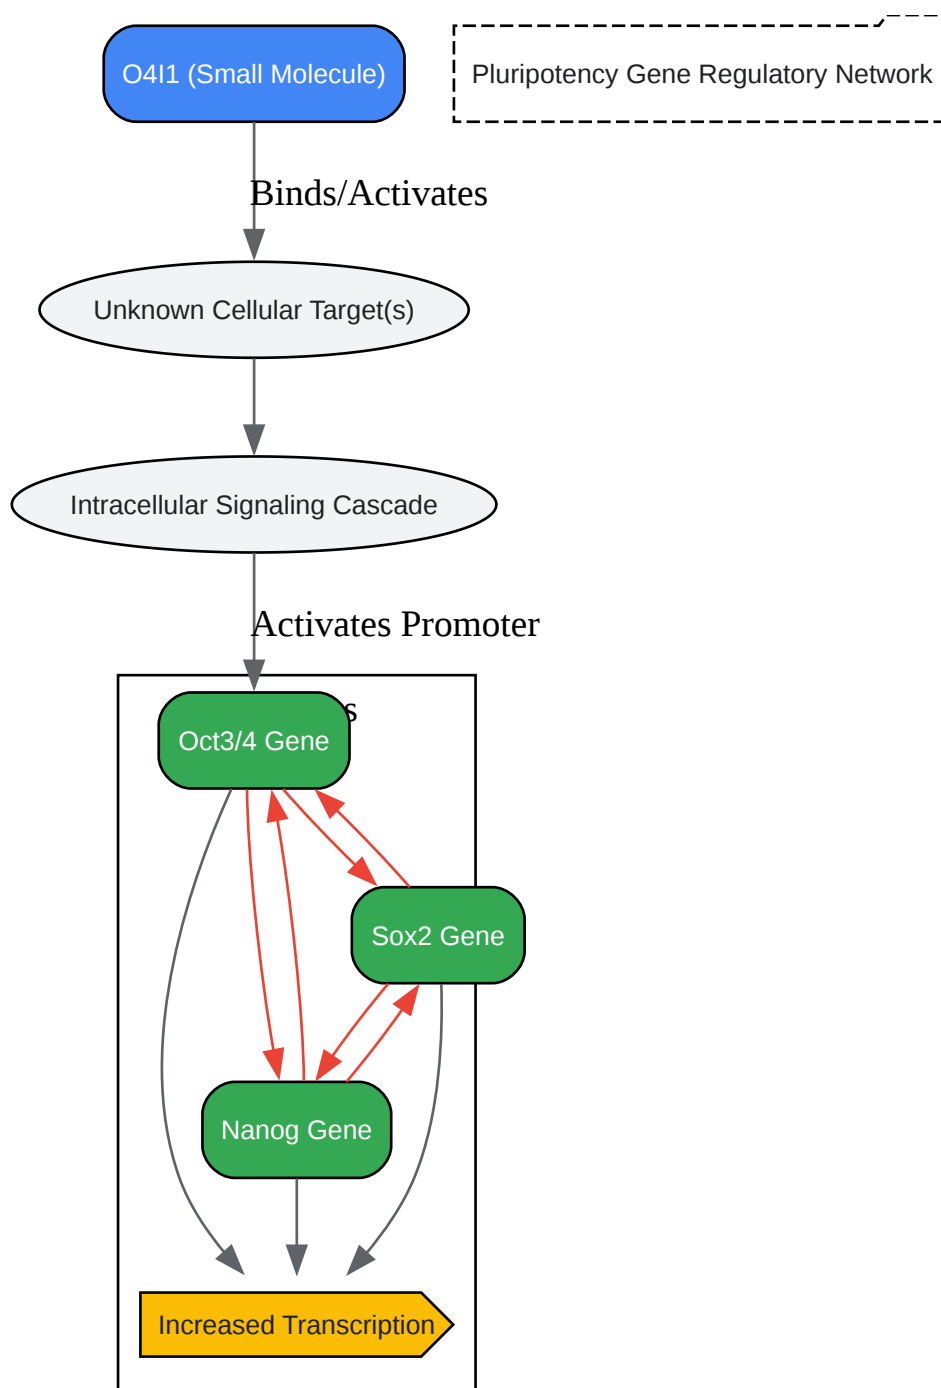 O4I1 (Small Molecule)
Pluripotency Gene Regulatory Network
Binds/Activates
Unknown Cellular Target(s)
Intracellular Signaling Cascade
Activates Promoter
Oct3/4 Gene
Sox2 Gene
Nanog Gene
Increased Transcription